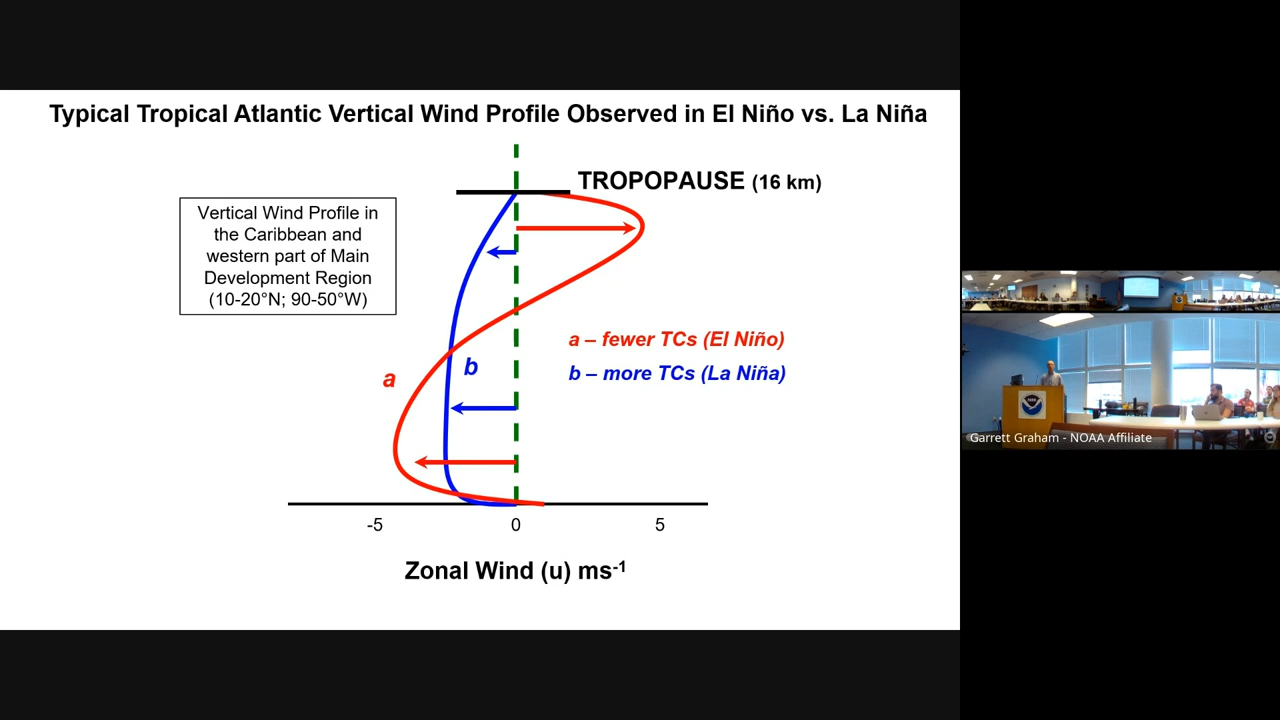 Typical Tropical Atlantic Vertical Wind Profile Observed in El Niño vs. La Niña
TROPOPAUSE (16 km)
Vertical Wind Profile in
the Caribbean and
western part of Main
Development Region
(10-20°N; 90-50°W)
a – fewer TCs (El Niño)
b – more TCs (La Niña)
a
b
-5
0
5
Zonal Wind (u) ms⁻¹
Garrett Graham - NOAA Affiliate